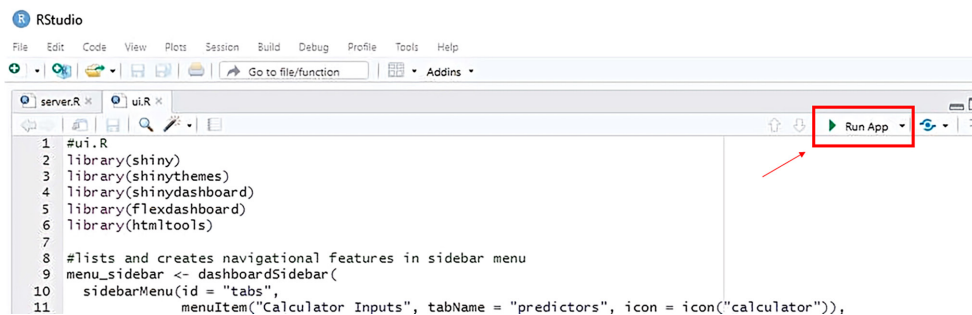 RStudio
File Edit Code View Plots Session Build Debug Profile Tools Help
Go to file/function Addins
server.R × ui.R ×
Run App
1 #ui.R
2 library(shiny)
3 library(shinythemes)
4 library(shinydashboard)
5 library(flexdashboard)
6 library(htmltools)
7
8 #lists and creates navigational features in sidebar menu
9 menu_sidebar <- dashboardSidebar(
10 sidebarMenu(id = "tabs",
11 menuItem("Calculator Inputs", tabName = "predictors", icon = icon("calculator")),